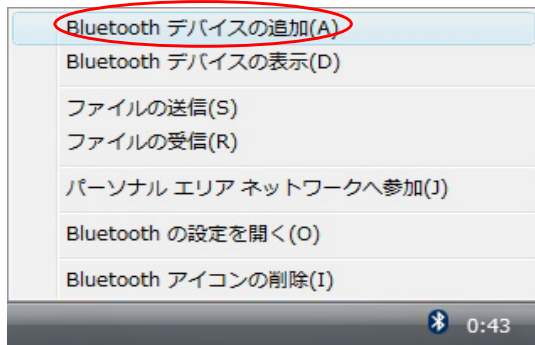 Bluetooth デバイスの追加(A)
Bluetooth デバイスの表示(D)
ファイルの送信(S)
ファイルの受信(R)
パーソナル エリア ネットワークへ参加(J)
Bluetooth の設定を開く(O)
Bluetooth アイコンの削除(I)
0:43